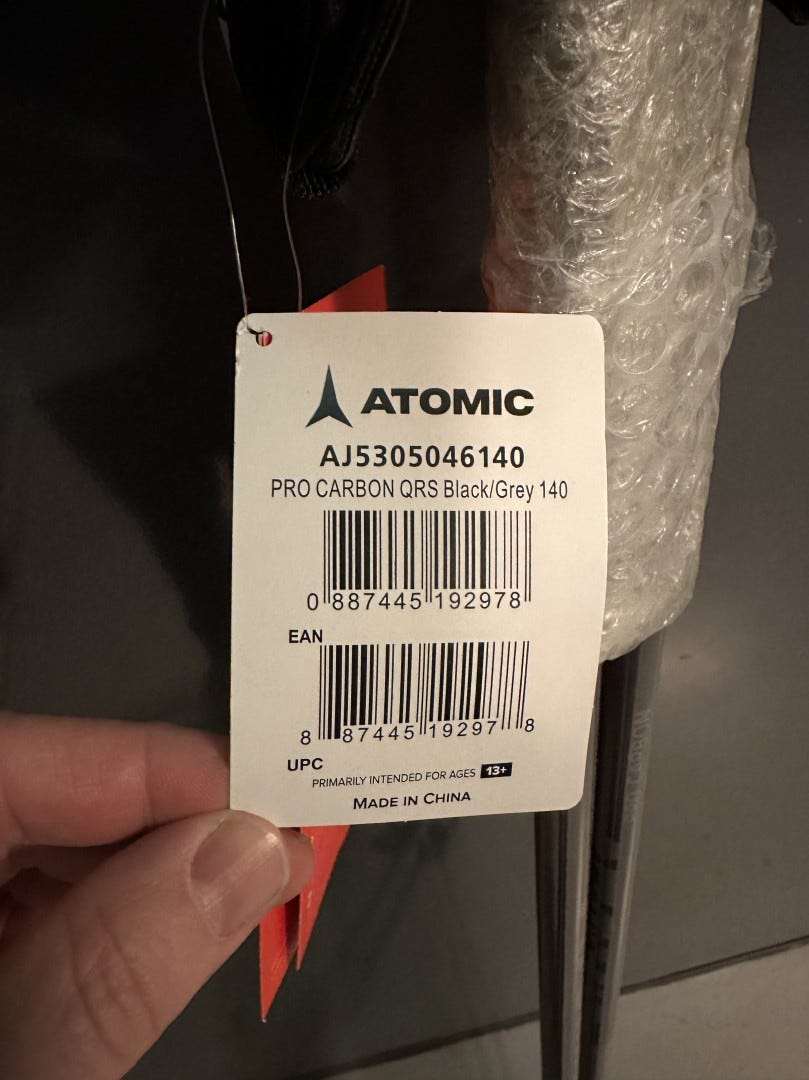 ATOMIC
AJ5305046140
PRO CARBON QRS Black/Grey 140
0 887445 192978
EAN
8 87445 19297 8
UPC
PRIMARILY INTENDED FOR AGES 13+
MADE IN CHINA